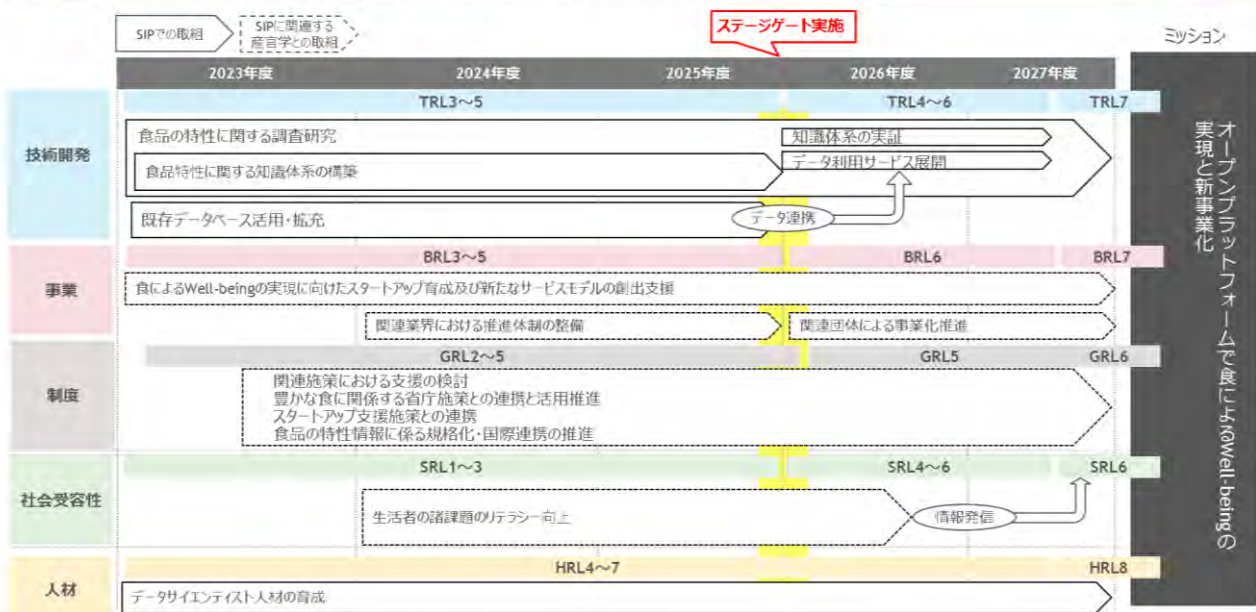 SIPでの取組
SIPに関連する
産官学との取組
ステージゲート実施
ミッション
2023年度
2024年度
2025年度
2026年度
2027年度
技術開発
TRL3～5
TRL4～6
TRL7
食品の特性に関する調査研究
食品特性に関する知識体系の構築
知識体系の実証
データ利用サービス展開
既存データベース活用・拡充
データ連携
事業
BRL3～5
BRL6
BRL7
食によるWell-beingの実現に向けたスタートアップ育成及び新たなサービスモデルの創出支援
関連業界における推進体制の整備
関連団体による事業化推進
制度
GRL2～5
GRL5
GRL6
関連施策における支援の検討
豊かな食に関係する省庁施策との連携と活用推進
スタートアップ支援施策との連携
食品の特性情報に係る規格化・国際連携の推進
社会受容性
SRL1～3
SRL4～6
SRL6
生活者の諸課題のリテラシー向上
情報発信
人材
HRL4～7
HRL8
データサイエンティスト人材の育成
オープンプラットフォームで食によるWell-beingの
実現と新事業化